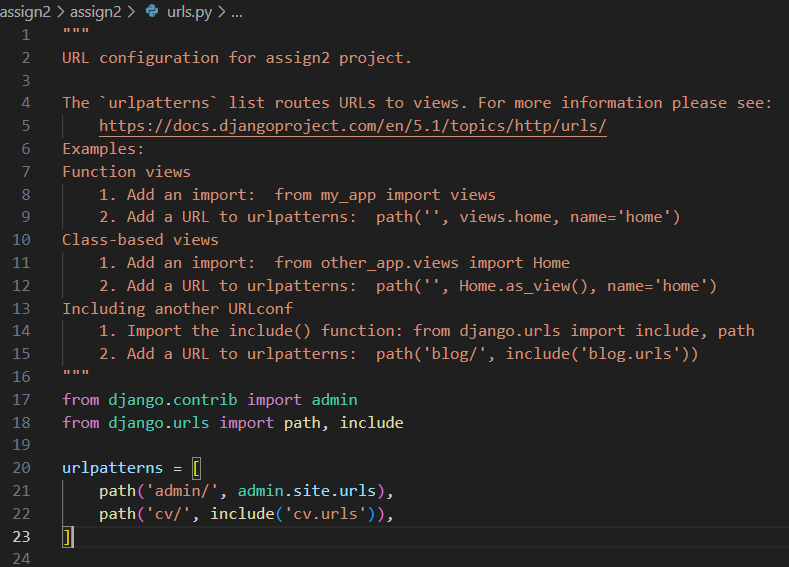 assign2 > assign2 > urls.py > ...
1 """
2 URL configuration for assign2 project.
3
4 The `urlpatterns` list routes URLs to views. For more information please see:
5     https://docs.djangoproject.com/en/5.1/topics/http/urls/
6 Examples:
7 Function views
8     1. Add an import:  from my_app import views
9     2. Add a URL to urlpatterns:  path('', views.home, name='home')
10 Class-based views
11     1. Add an import:  from other_app.views import Home
12     2. Add a URL to urlpatterns:  path('', Home.as_view(), name='home')
13 Including another URLconf
14     1. Import the include() function: from django.urls import include, path
15     2. Add a URL to urlpatterns:  path('blog/', include('blog.urls'))
16 """
17 from django.contrib import admin
18 from django.urls import path, include
19
20 urlpatterns = [
21     path('admin/', admin.site.urls),
22     path('cv/', include('cv.urls')),
23 ]
24